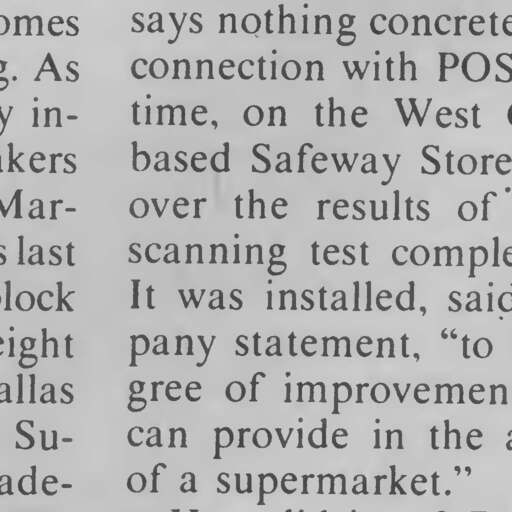 omes
g. As
y in-
akers
Mar-
s last
lock
eight
allas
Su-
ade-
says nothing concrete
connection with POS
time, on the West
based Safeway Store
over the results of
scanning test comple
It was installed, said
pany statement, “to
gree of improvemen
can provide in the a
of a supermarket.”